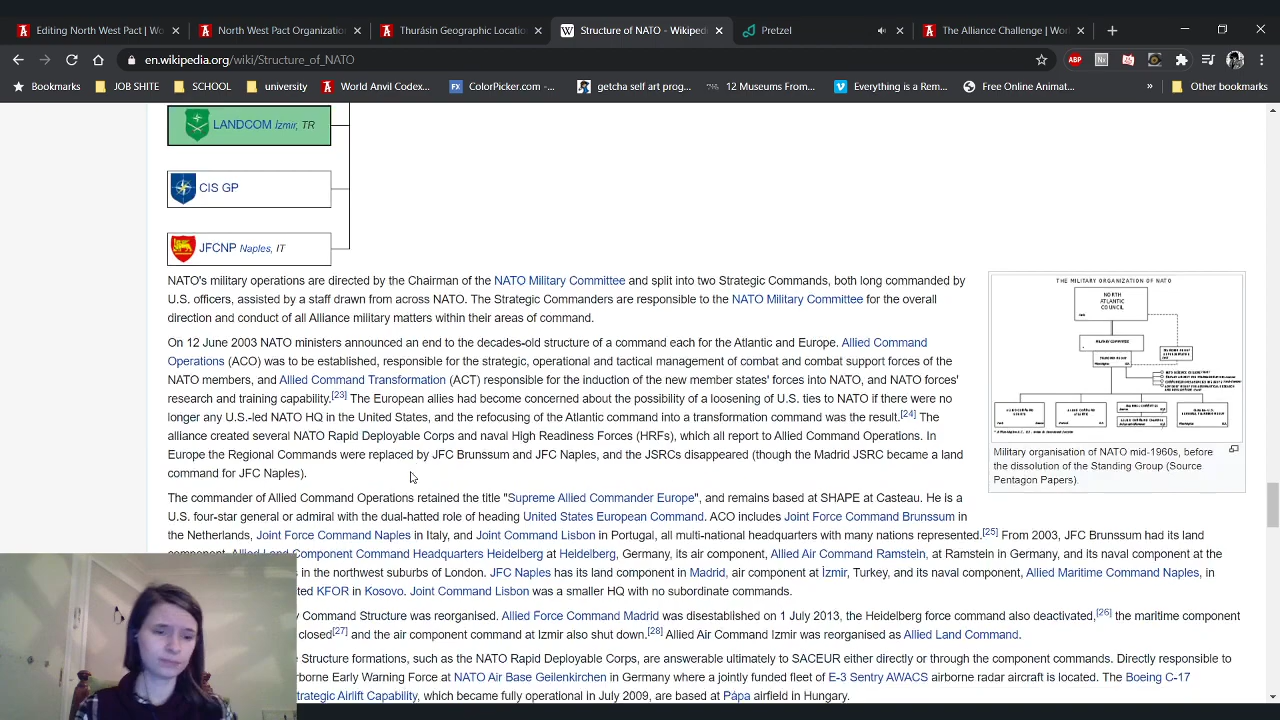 Editing North West Pact | Wo
North West Pact Organization
Thurásin Geographic Location
Structure of NATO - Wikiped
Pretzel
The Alliance Challenge | Wor
en.wikipedia.org/wiki/Structure_of_NATO
ABP
Bookmarks
JOB SHITE
SCHOOL
university
World Anvil Codex...
FX ColorPicker.com -...
getcha self art prog...
12 Museums From...
Everything is a Rem...
Free Online Animat...
»
Other bookmarks
LANDCOM İzmir, TR
CIS GP
JFCNP Naples, IT
NATO's military operations are directed by the Chairman of the NATO Military Committee and split into two Strategic Commands, both long commanded by
U.S. officers, assisted by a staff drawn from across NATO. The Strategic Commanders are responsible to the NATO Military Committee for the overall
direction and conduct of all Alliance military matters within their areas of command.
On 12 June 2003 NATO ministers announced an end to the decades-old structure of a command each for the Atlantic and Europe. Allied Command
Operations (ACO) was to be established, responsible for the strategic, operational and tactical management of combat and combat support forces of the
NATO members, and Allied Command Transformation (ACT) responsible for the induction of the new member states' forces into NATO, and NATO forces'
research and training capability.[23] The European allies had become concerned about the possibility of a loosening of U.S. ties to NATO if there were no
longer any U.S.-led NATO HQ in the United States and the refocusing of the Atlantic command into a transformation command was the result.[24] The
alliance created several NATO Rapid Deployable Corps and naval High Readiness Forces (HRFs), which all report to Allied Command Operations. In
Europe the Regional Commands were replaced by JFC Brunssum and JFC Naples, and the JSRCs disappeared (though the Madrid JSRC became a land
command for JFC Naples).
THE MILITARY ORGANIZATION OF NATO
NORTH
ATLANTIC
COUNCIL
MILITARY COMMITTEE
Military organisation of NATO mid-1960s, before
the dissolution of the Standing Group (Source
Pentagon Papers).
The commander of Allied Command Operations retained the title "Supreme Allied Commander Europe", and remains based at SHAPE at Casteau. He is a
U.S. four-star general or admiral with the dual-hatted role of heading United States European Command. ACO includes Joint Force Command Brunssum in
the Netherlands, Joint Force Command Naples in Italy, and Joint Command Lisbon in Portugal, all multi-national headquarters with many nations represented.[25] From 2003, JFC Brunssum had its land
component, Allied Land Component Command Headquarters Heidelberg at Heidelberg, Germany, its air component, Allied Air Command Ramstein, at Ramstein in Germany, and its naval component at the
s in the northwest suburbs of London. JFC Naples has its land component in Madrid, air component at İzmir, Turkey, and its naval component, Allied Maritime Command Naples, in
ted KFOR in Kosovo. Joint Command Lisbon was a smaller HQ with no subordinate commands.
ry Command Structure was reorganised. Allied Force Command Madrid was disestablished on 1 July 2013, the Heidelberg force command also deactivated,[26] the maritime component
closed[27] and the air component command at Izmir also shut down.[28] Allied Air Command Izmir was reorganised as Allied Land Command.
Structure formations, such as the NATO Rapid Deployable Corps, are answerable ultimately to SACEUR either directly or through the component commands. Directly responsible to
rborne Early Warning Force at NATO Air Base Geilenkirchen in Germany where a jointly funded fleet of E-3 Sentry AWACS airborne radar aircraft is located. The Boeing C-17
trategic Airlift Capability, which became fully operational in July 2009, are based at Pápa airfield in Hungary.